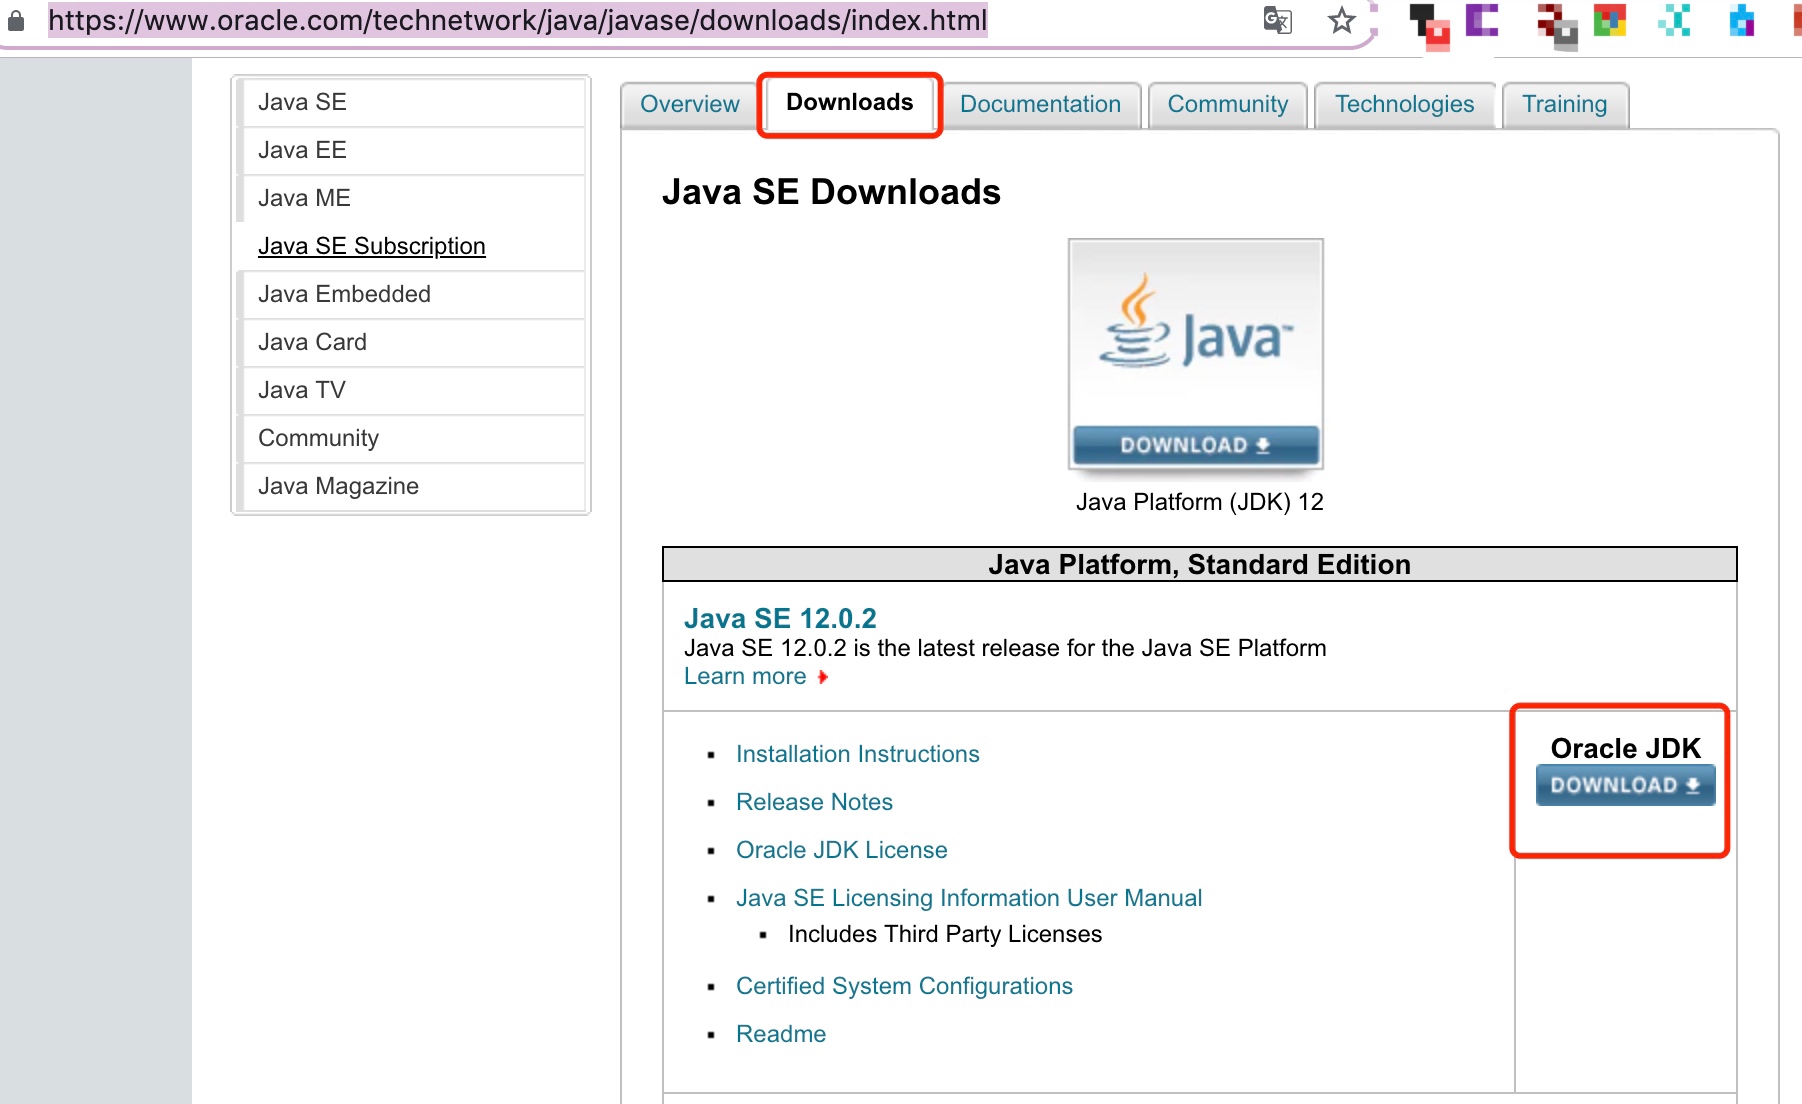 https://www.oracle.com/technetwork/java/javase/downloads/index.html
Java SE
Java EE
Java ME
Java SE Subscription
Java Embedded
Java Card
Java TV
Community
Java Magazine
Overview
Downloads
Documentation
Community
Technologies
Training
Java SE Downloads
Java™
DOWNLOAD
Java Platform (JDK) 12
Java Platform, Standard Edition
Java SE 12.0.2
Java SE 12.0.2 is the latest release for the Java SE Platform
Learn more
Installation Instructions
Release Notes
Oracle JDK License
Java SE Licensing Information User Manual
Includes Third Party Licenses
Certified System Configurations
Readme
Oracle JDK
DOWNLOAD